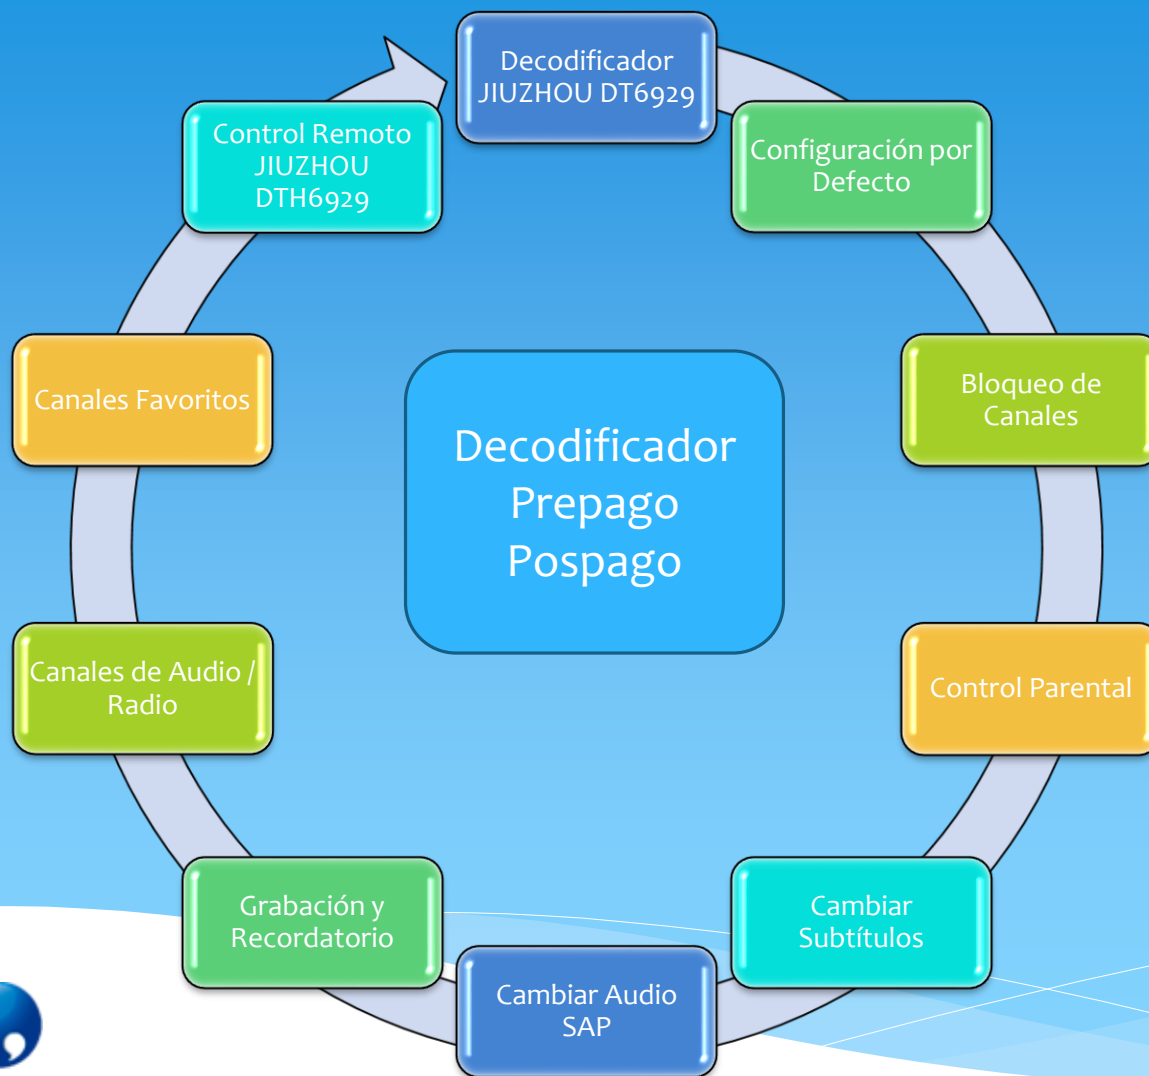 Decodificador
JIUZHOU DT6929
Configuración por
Defecto
Bloqueo de
Canales
Control Parental
Cambiar
Subtítulos
Cambiar Audio
SAP
Grabación y
Recordatorio
Canales de Audio /
Radio
Canales Favoritos
Control Remoto
JIUZHOU
DTH6929
Decodificador
Prepago
Pospago